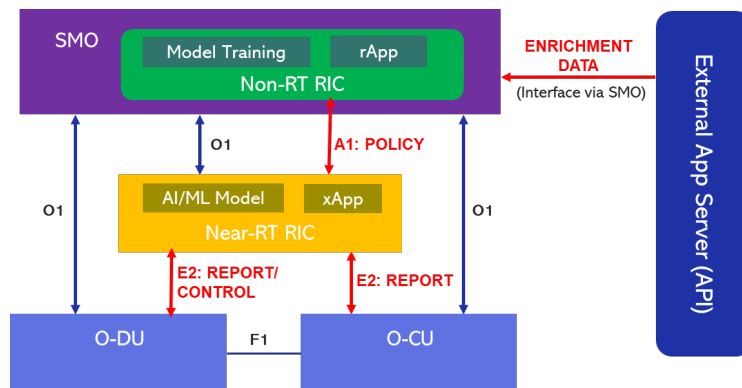 SMO
Model Training
rApp
Non-RT RIC
ENRICHMENT
DATA
(Interface via SMO)
External App Server (API)
O1
A1: POLICY
O1
O1
AI/ML Model
xApp
Near-RT RIC
E2: REPORT/
CONTROL
E2: REPORT
O-DU
F1
O-CU